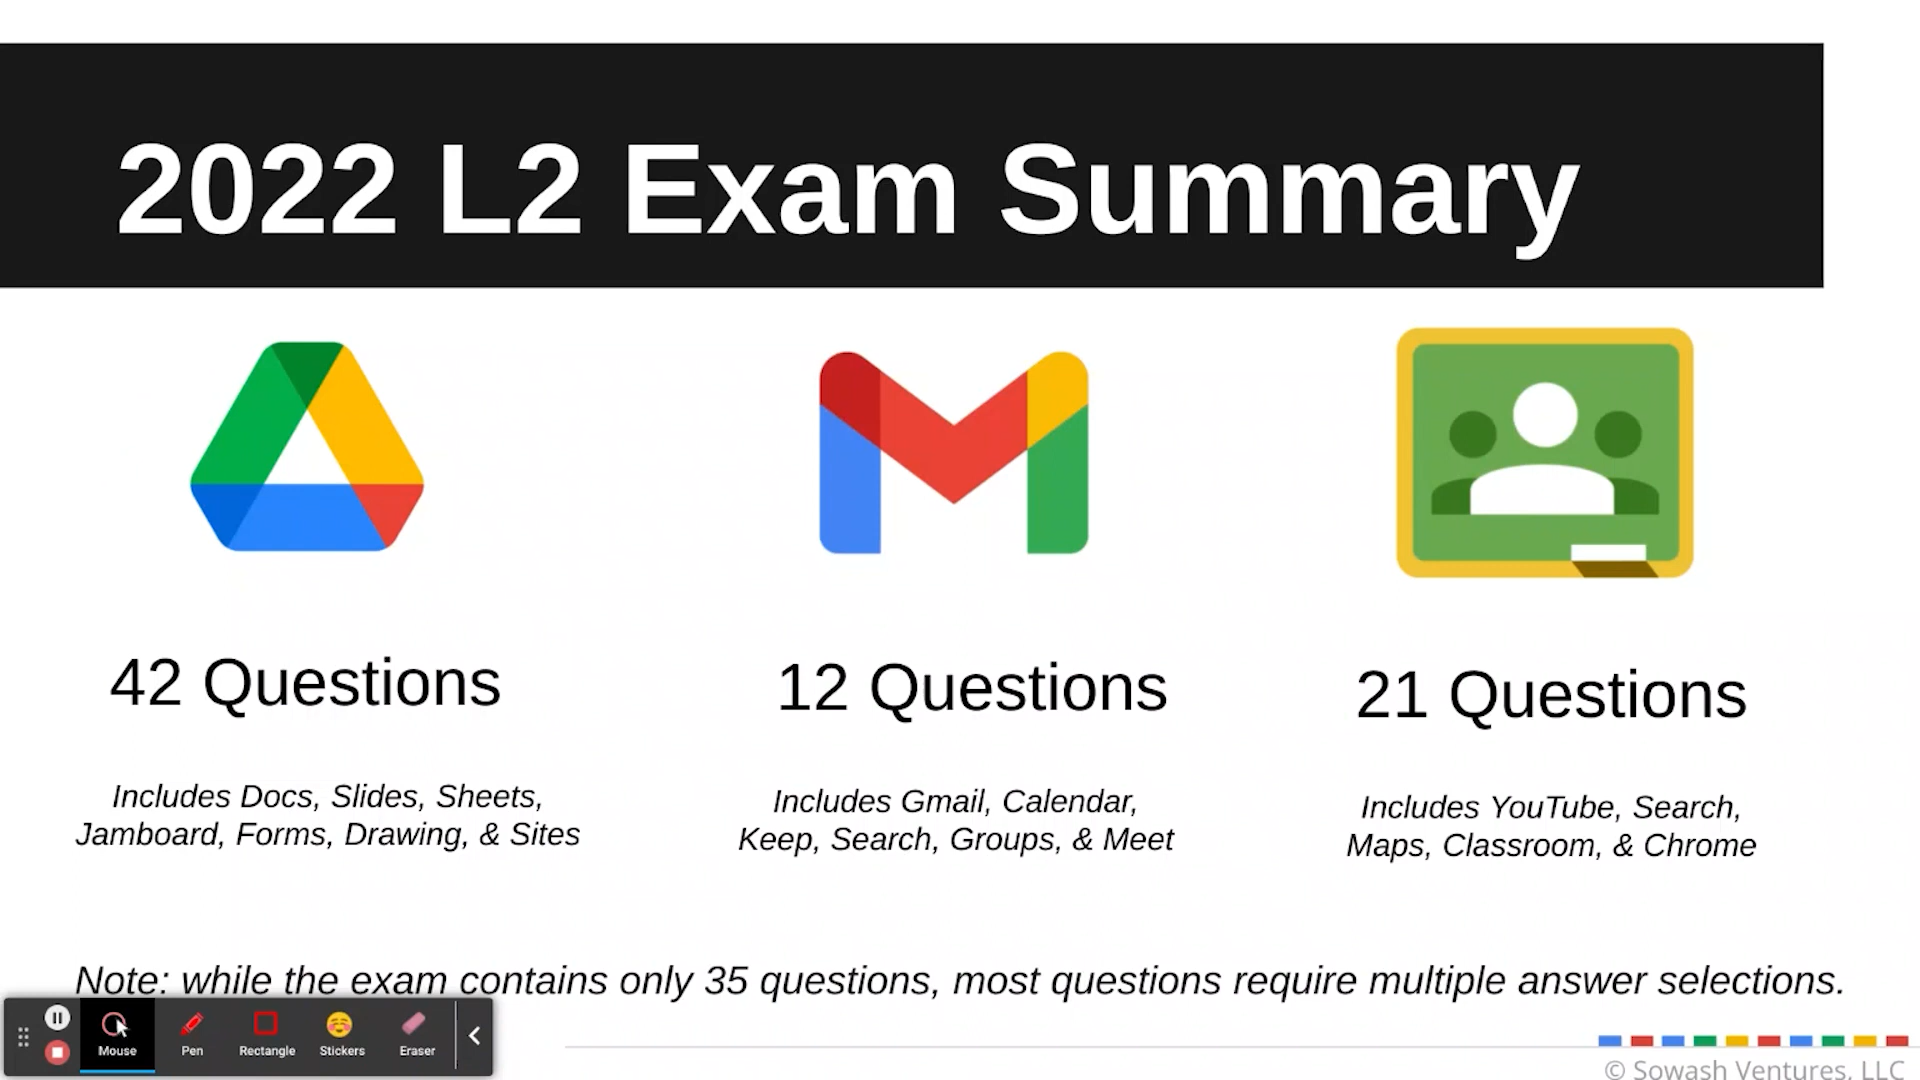 2022 L2 Exam Summary
42 Questions
12 Questions
21 Questions
Includes Docs, Slides, Sheets,
Jamboard, Forms, Drawing, & Sites
Includes Gmail, Calendar,
Keep, Search, Groups, & Meet
Includes YouTube, Search,
Maps, Classroom, & Chrome
Note: while the exam contains only 35 questions, most questions require multiple answer selections.
Mouse
Pen
Rectangle
Stickers
Eraser
© Sowash Ventures, LLC